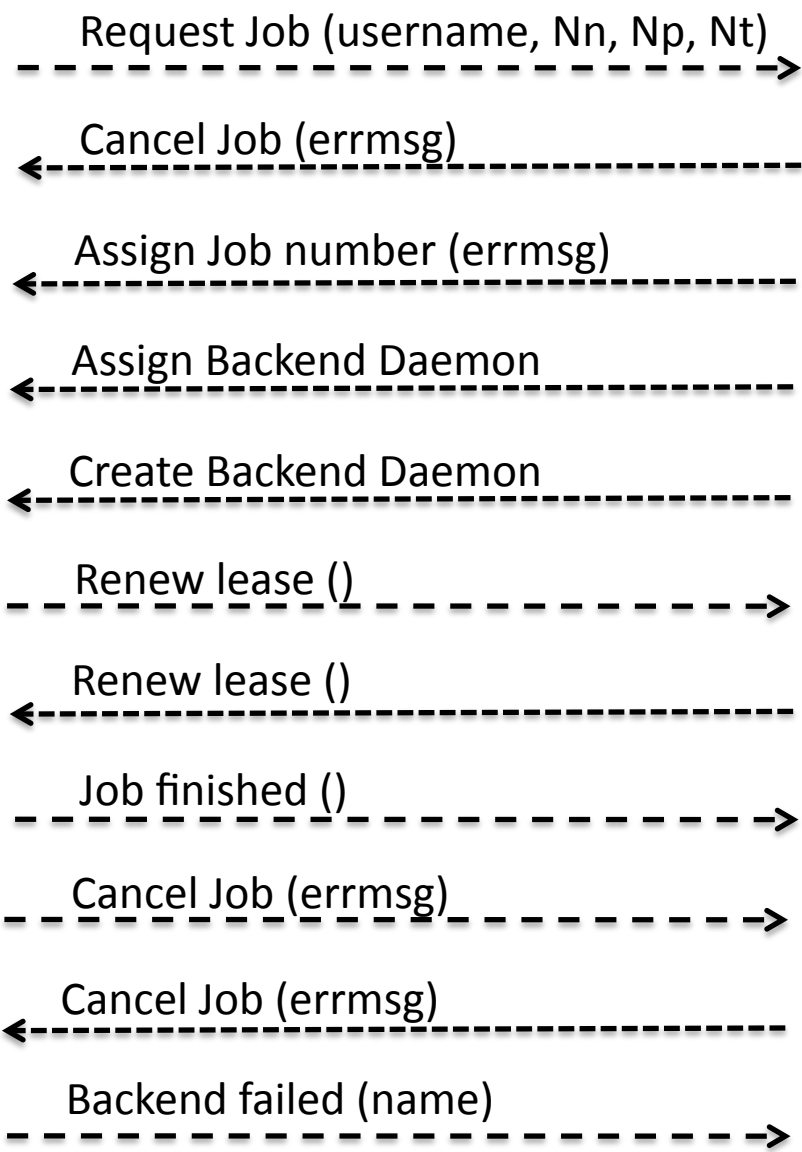 Request Job (username, Nn, Np, Nt)
Cancel Job (errmsg)
Assign Job number (errmsg)
Assign Backend Daemon
Create Backend Daemon
Renew lease ()
Renew lease ()
Job finished ()
Cancel Job (errmsg)
Cancel Job (errmsg)
Backend failed (name)